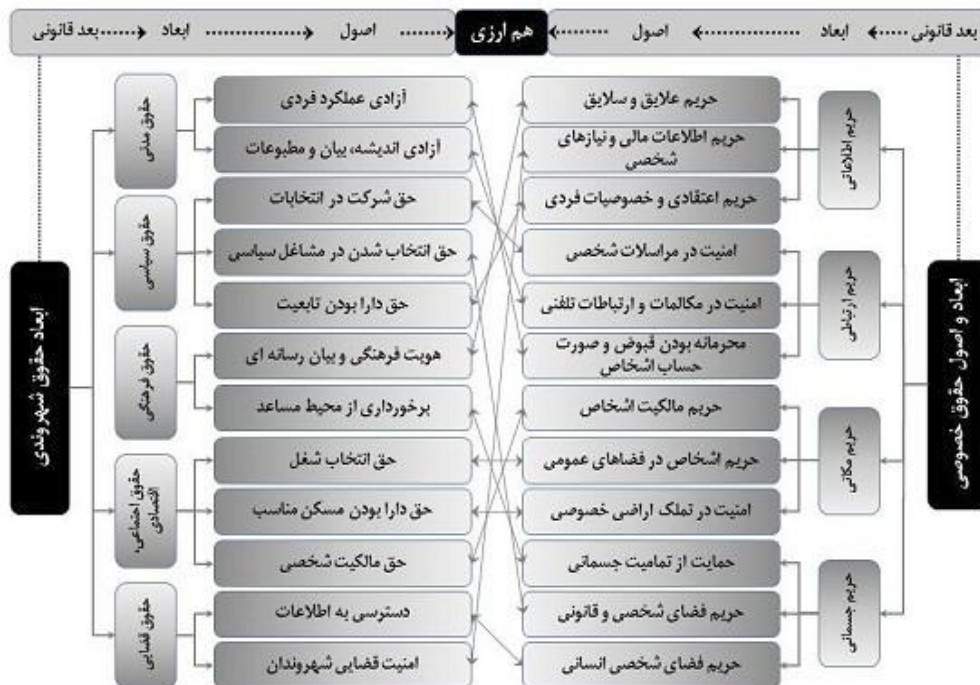 بعد قانونی ابعاد اصول هم ارزی اصول ابعاد بعد قانونی
ابعاد و اصول حقوق خصوصی
حریم اطلاعاتی
حریم علایق و سلایق
حریم اطلاعات مالی و نیازهای
شخصی
حریم اعتقادی و خصوصیات فردی
حریم ارتباطی
امنیت در مراسلات شخصی
امنیت در مکالمات و ارتباطات تلفنی
محرمانه بودن قبوض و صورت
حساب اشخاص
حریم مکانی
حریم مالکیت اشخاص
حریم اشخاص در فضاهای عمومی
امنیت در تملک اراضی خصوصی
حریم جسمانی
حمایت از تمامیت جسمانی
حریم فضای شخصی و قانونی
حریم فضای شخصی انسانی
آزادی عملکرد فردی
آزادی اندیشه، بیان و مطبوعات
حقوق مدنی
حق شرکت در انتخابات
حق انتخاب شدن در مشاغل سیاسی
حق دارا بودن تابعیت
حقوق سیاسی
هویت فرهنگی و بیان رسانه ای
برخورداری از محیط مساعد
حقوق فرهنگی
حق انتخاب شغل
حق دارا بودن مسکن مناسب
حق مالکیت شخصی
حقوق اجتماعی،
اقتصادی
دسترسی به اطلاعات
امنیت قضایی شهروندان
حقوق قضایی
ابعاد حقوق شهروندی